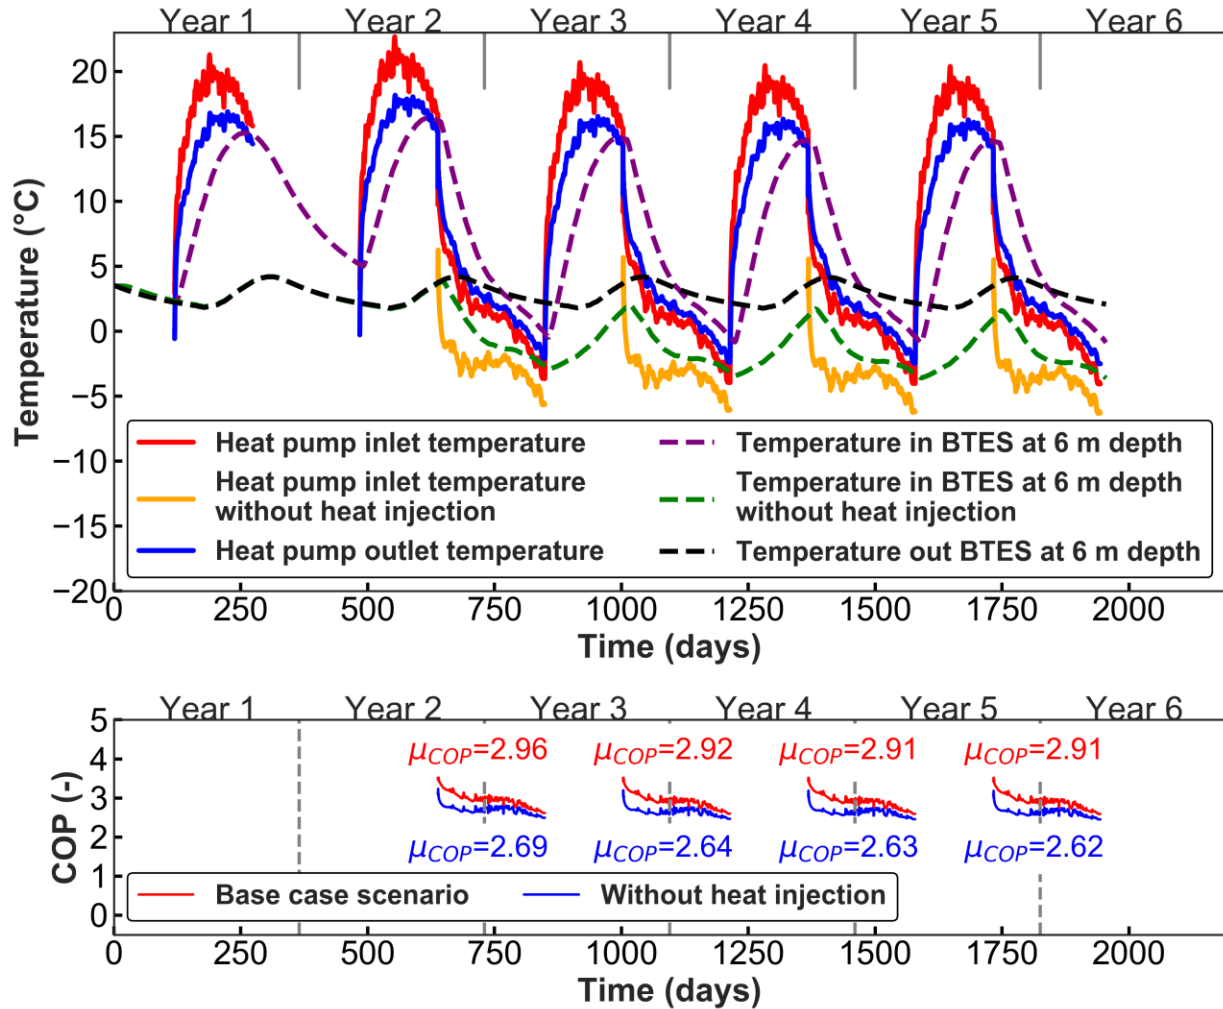 Year 1 Year 2 Year 3 Year 4 Year 5 Year 6
20
15
10
5
0
−5
−10
−15
−20
Temperature (°C)
Heat pump inlet temperature
Heat pump inlet temperature
without heat injection
Heat pump outlet temperature
Temperature in BTES at 6 m depth
Temperature in BTES at 6 m depth
without heat injection
Temperature out BTES at 6 m depth
0 250 500 750 1000 1250 1500 1750 2000
Time (days)
Year 1 Year 2 Year 3 Year 4 Year 5 Year 6
5
4
3
2
1
0
COP (-)
μCOP=2.96 μCOP=2.92 μCOP=2.91 μCOP=2.91
μCOP=2.69 μCOP=2.64 μCOP=2.63 μCOP=2.62
Base case scenario Without heat injection
0 250 500 750 1000 1250 1500 1750 2000
Time (days)